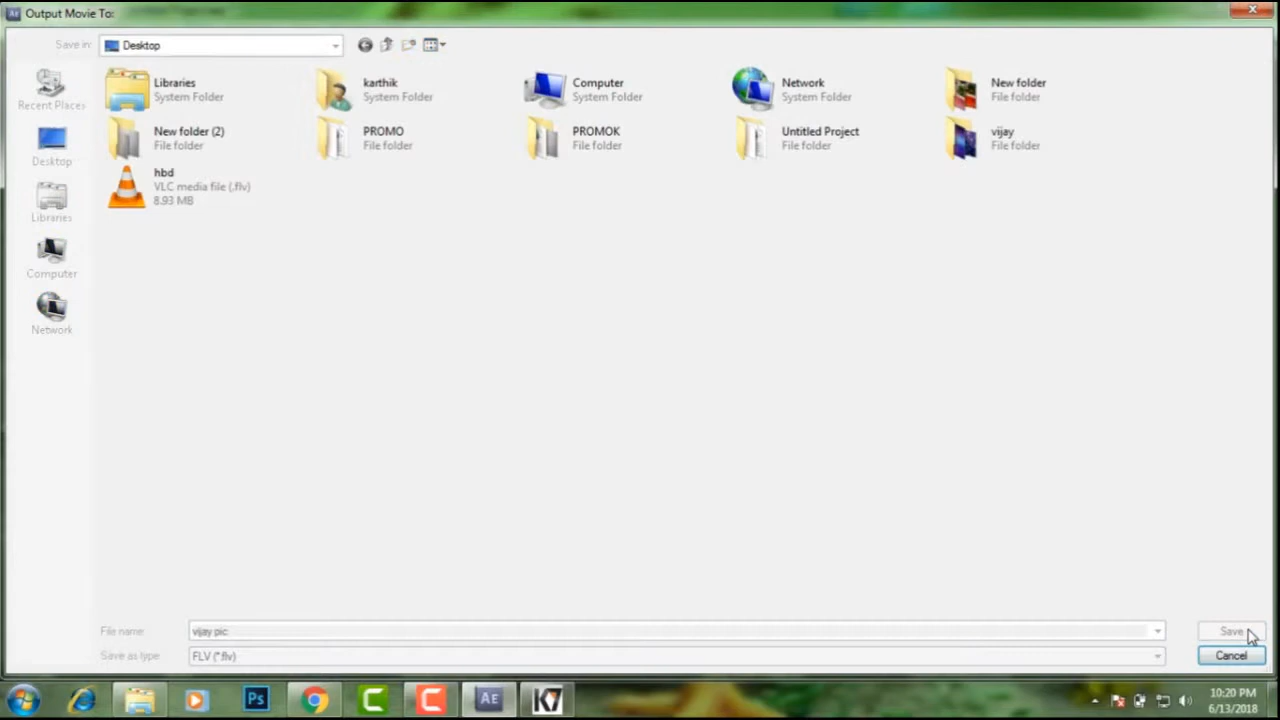 Output Movie To:
Save in:
Desktop
Libraries
System Folder
karthik
System Folder
Computer
System Folder
Network
System Folder
New folder
File folder
New folder (2)
File folder
PROMO
File folder
PROMOK
File folder
Untitled Project
File folder
vijay
File folder
hbd
VLC media file (.flv)
8.93 MB
Recent Places
Desktop
Libraries
Computer
Network
File name:
vijay pic
Save
Save as type:
FLV (*.flv)
Cancel
Ps
AE
K7
10:20 PM
6/13/2018